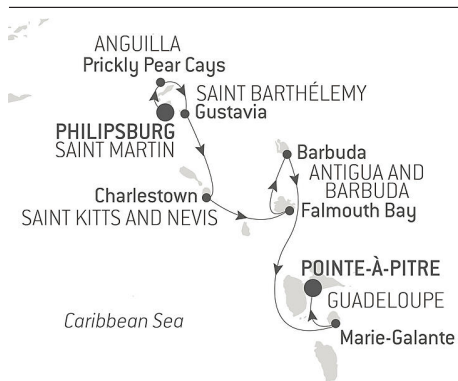 ANGUILLA
Prickly Pear Cays
SAINT BARTHÉLEMY
Gustavia
PHILIPSBURG
SAINT MARTIN
Barbuda
ANTIGUA AND
BARBUDA
Charlestown
SAINT KITTS AND NEVIS
Falmouth Bay
POINTE-À-PITRE
GUADELOUPE
Caribbean Sea
Marie-Galante